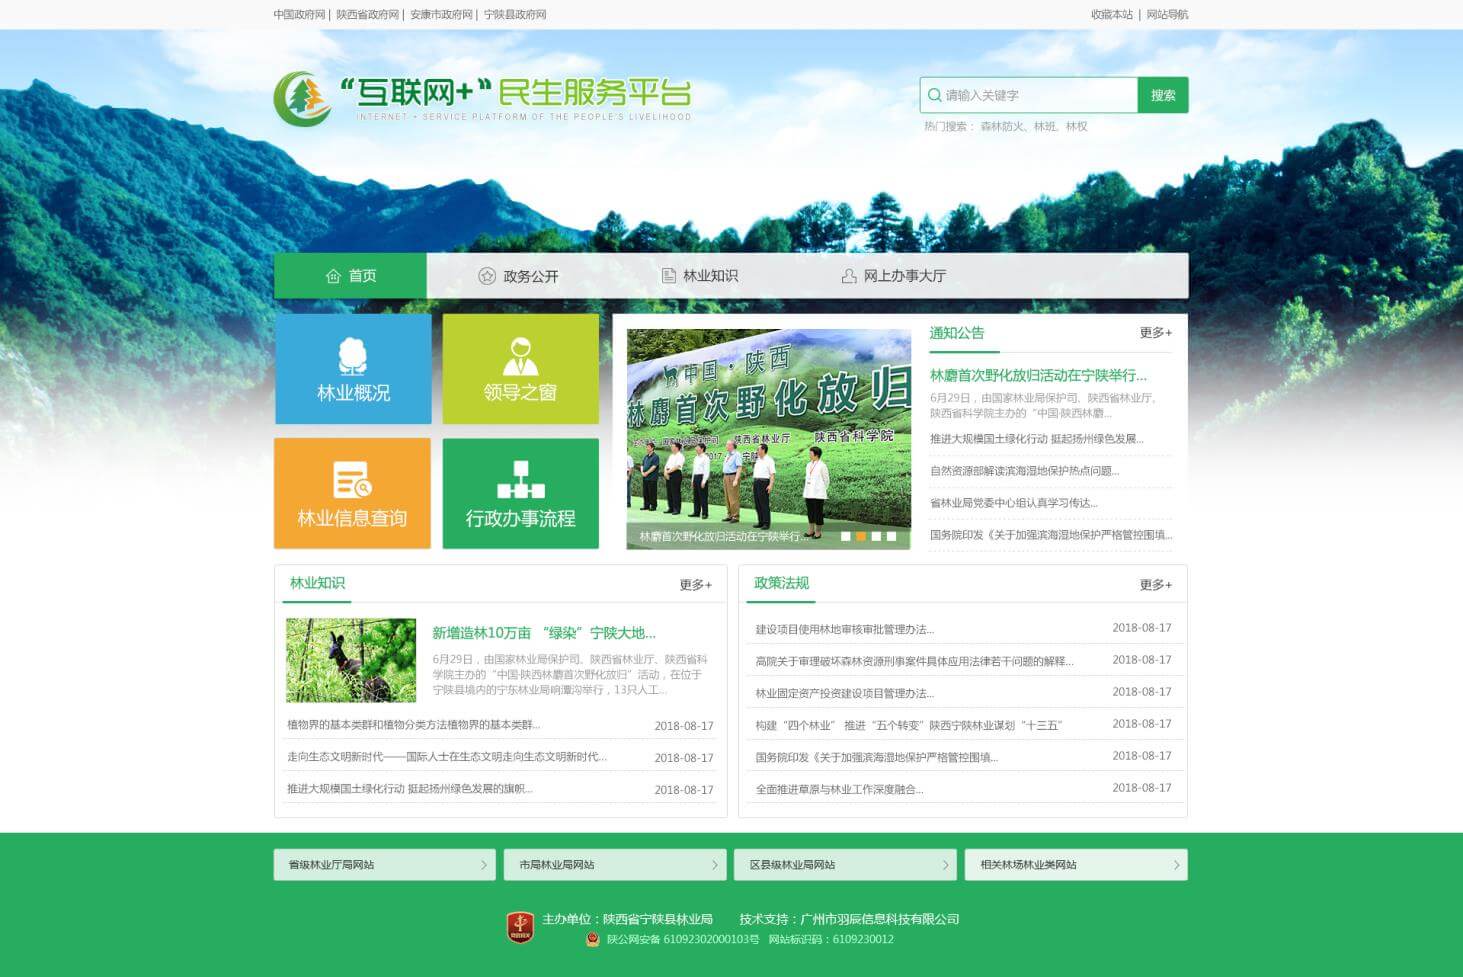 中国政府网 | 陕西省政府网 | 安康市政府网 | 宁陕县政府网
收藏本站 | 网站导航
“互联网+”民生服务平台
INTERNET + SERVICE PLATFORM OF THE PEOPLE'S LIVELIHOOD
请输入关键字
搜索
热门搜索： 森林防火、林班、林权
首页
政务公开
林业知识
网上办事大厅
林业概况
领导之窗
林业信息查询
行政办事流程
中国·陕西
林麝首次野化放归
陕西省林业厅 陕西省科学院
林麝首次野化放归活动在宁陕举行...
通知公告
更多+
林麝首次野化放归活动在宁陕举行...
6月29日，由国家林业局保护司、陕西省林业厅、
陕西省科学院主办的“中国·陕西林麝...
推进大规模国土绿化行动 挺起扬州绿色发展...
自然资源部解读滨海湿地保护热点问题...
省林业局党委中心组认真学习传达...
国务院印发《关于加强滨海湿地保护严格管控围填...
林业知识
更多+
新增造林10万亩 “绿染”宁陕大地...
6月29日，由国家林业局保护司、陕西省林业厅、陕西省科
学院主办的“中国·陕西林麝首次野化放归”活动，在位于
宁陕县境内的宁东林业局响潭沟举行，13只人工...
植物界的基本类群和植物分类方法植物界的基本类群... 2018-08-17
走向生态文明新时代——国际人士在生态文明走向生态文明新时代... 2018-08-17
推进大规模国土绿化行动 挺起扬州绿色发展的旗帜... 2018-08-17
政策法规
更多+
建设项目使用林地审核审批管理办法... 2018-08-17
高院关于审理破坏森林资源刑事案件具体应用法律若干问题的解释... 2018-08-17
林业固定资产投资建设项目管理办法... 2018-08-17
构建“四个林业” 推进“五个转变”陕西宁陕林业谋划“十三五” 2018-08-17
国务院印发《关于加强滨海湿地保护严格管控围填... 2018-08-17
全面推进草原与林业工作深度融合... 2018-08-17
省级林业厅局网站
市局林业局网站
区县级林业局网站
相关林场林业类网站
主办单位：陕西省宁陕县林业局 技术支持：广州市羽辰信息科技有限公司
陕公网安备 61092302000103号 网站标识码：6109230012